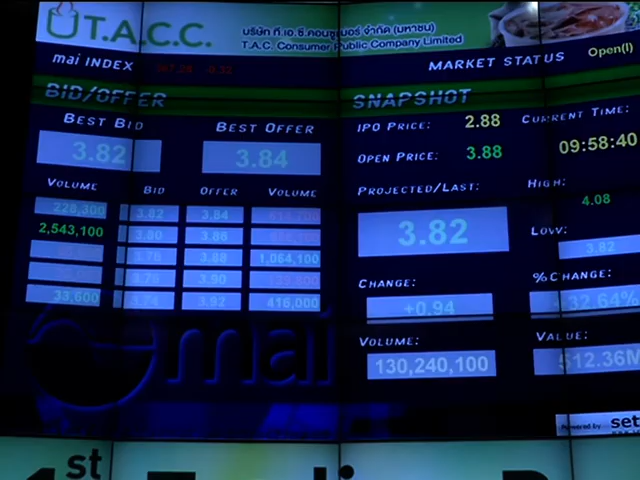 T.A.C.C.
บริษัท ที.เอ.ซี.คอนซูเมอร์ จำกัด (มหาชน)
T.A.C. Consumer Public Company Limited
mai INDEX
-0.32
MARKET STATUS
Open(I)
BID/OFFER
BEST BID
BEST OFFER
3.82
3.84
VOLUME BID OFFER VOLUME
228,300 3.82 3.84
2,543,100 3.80 3.86
3.78 3.88 1,064,100
3.76 3.90
33,600 3.74 3.92 416,000
SNAPSHOT
IPO PRICE: 2.88
CURRENT TIME:
OPEN PRICE: 3.88
09:58:40
PROJECTED/LAST:
HIGH:
4.08
3.82
LOW:
3.82
CHANGE:
%CHANGE:
+0.94
32.64%
VOLUME:
VALUE:
130,240,100
512.36M
mai
Powered by set
1st